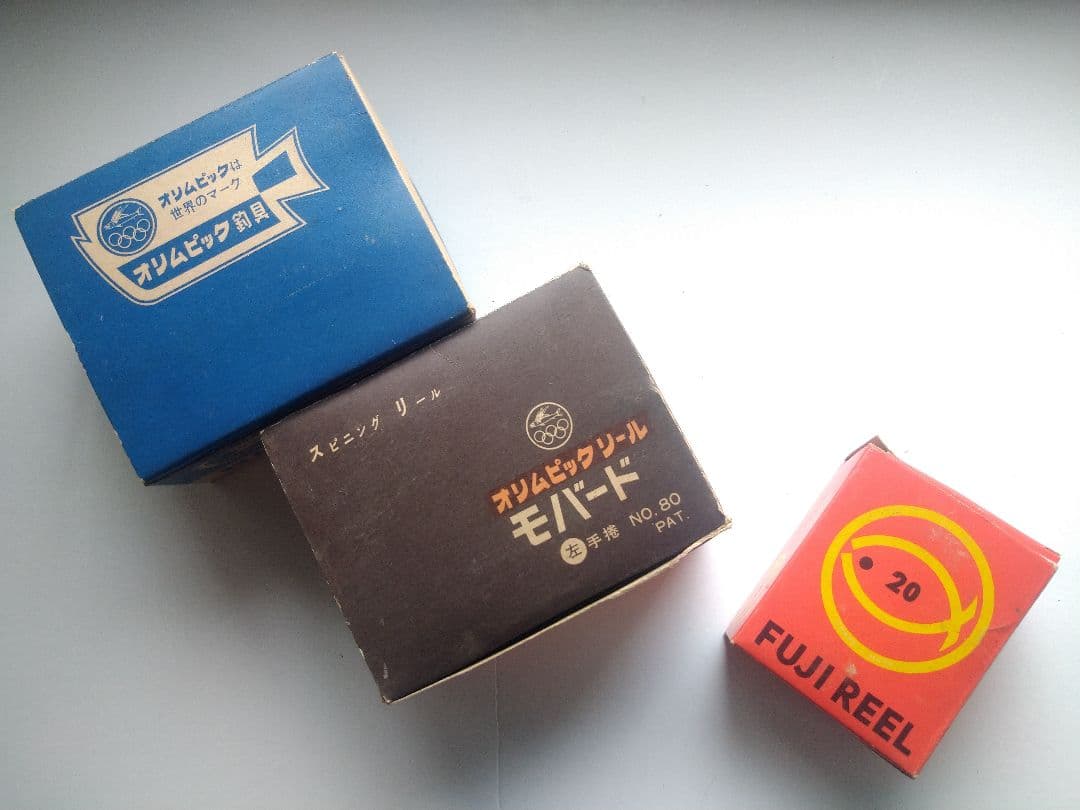 オリムピックは
世界のマーク
オリムピック釣具
スピニング リール
オリムピックリール
モバード
左手捲 NO.80
PAT.
20
FUJI REEL